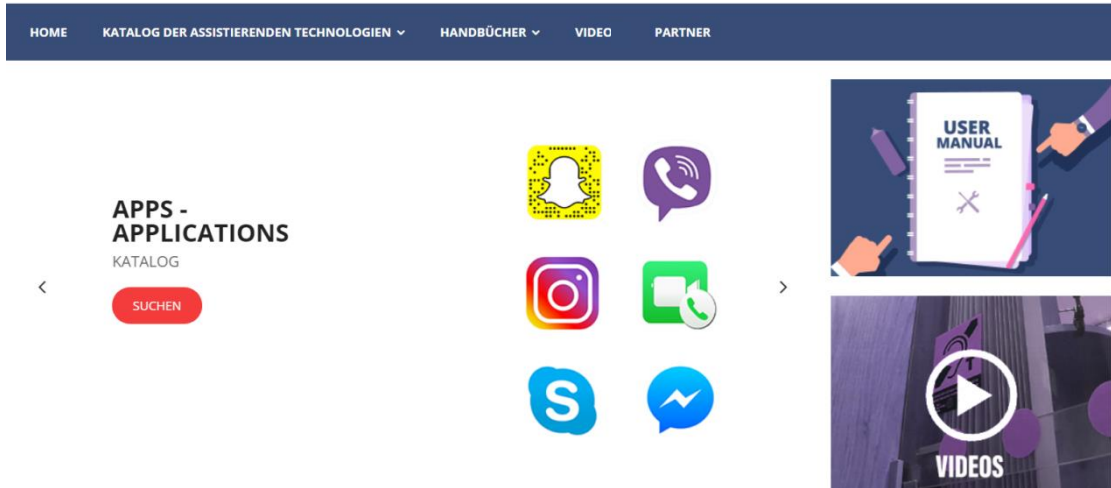 HOME KATALOG DER ASSISTIERENDEN TECHNOLOGIEN HANDBÜCHER VIDEO PARTNER
APPS -
APPLICATIONS
KATALOG
SUCHEN
S
USER
MANUAL
T
VIDEOS